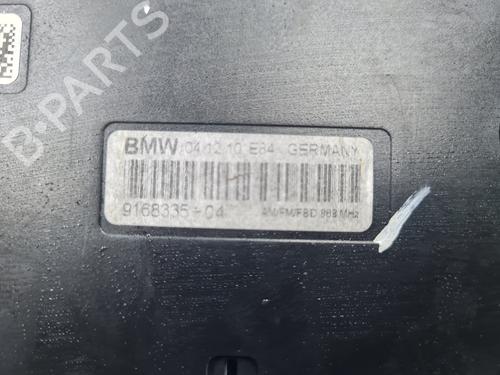 BMW 04.12.10 E84 GERMANY
9168335-04 AM/FM/FBD 868 MHz
B-PARTS